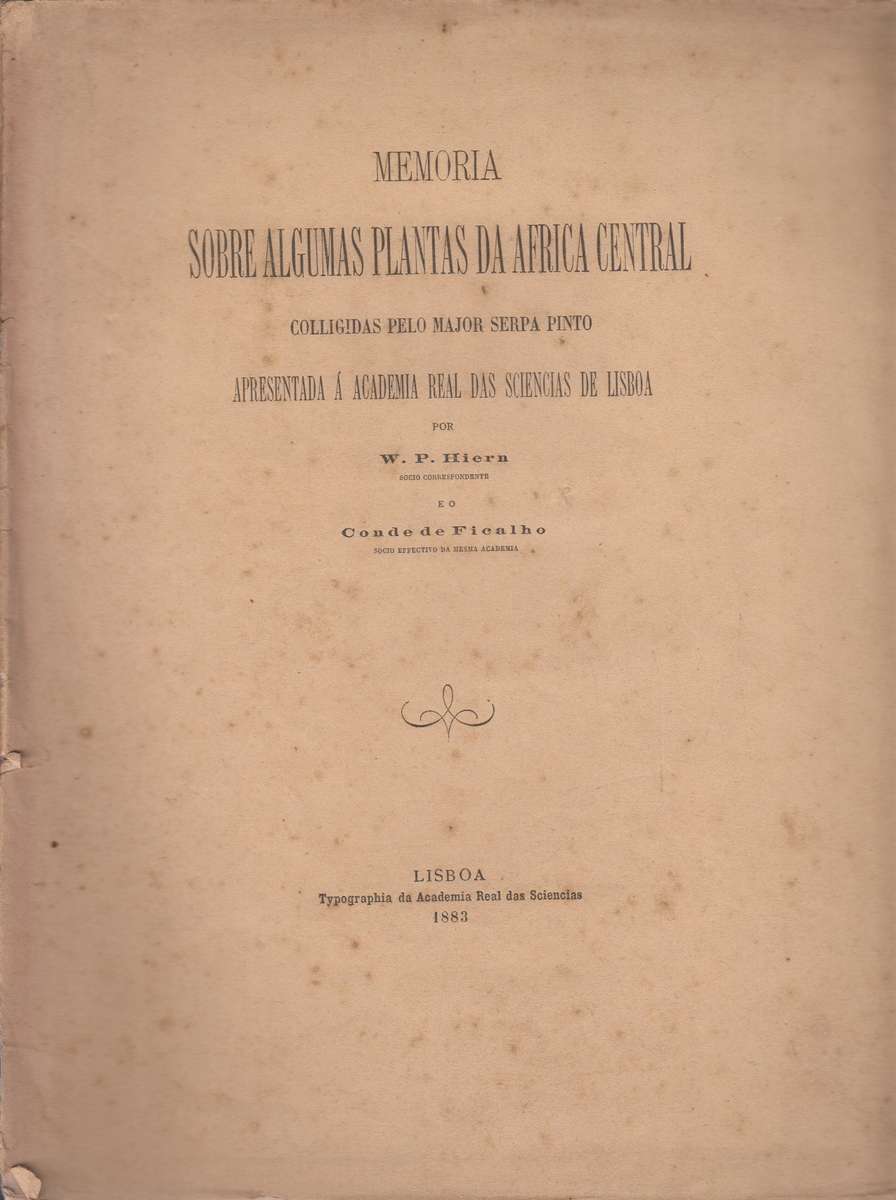 MEMORIA
SOBRE ALGUMAS PLANTAS DA AFRICA CENTRAL
COLLIGIDAS PELO MAJOR SERPA PINTO
APRESENTADA Á ACADEMIA REAL DAS SCIENCIAS DE LISBOA
POR
W. P. Hiern
SOCIO CORRESPONDENTE
E O
Conde de Ficalho
SOCIO EFFECTIVO DA MESMA ACADEMIA
LISBOA
Typographia da Academia Real das Sciencias
1883